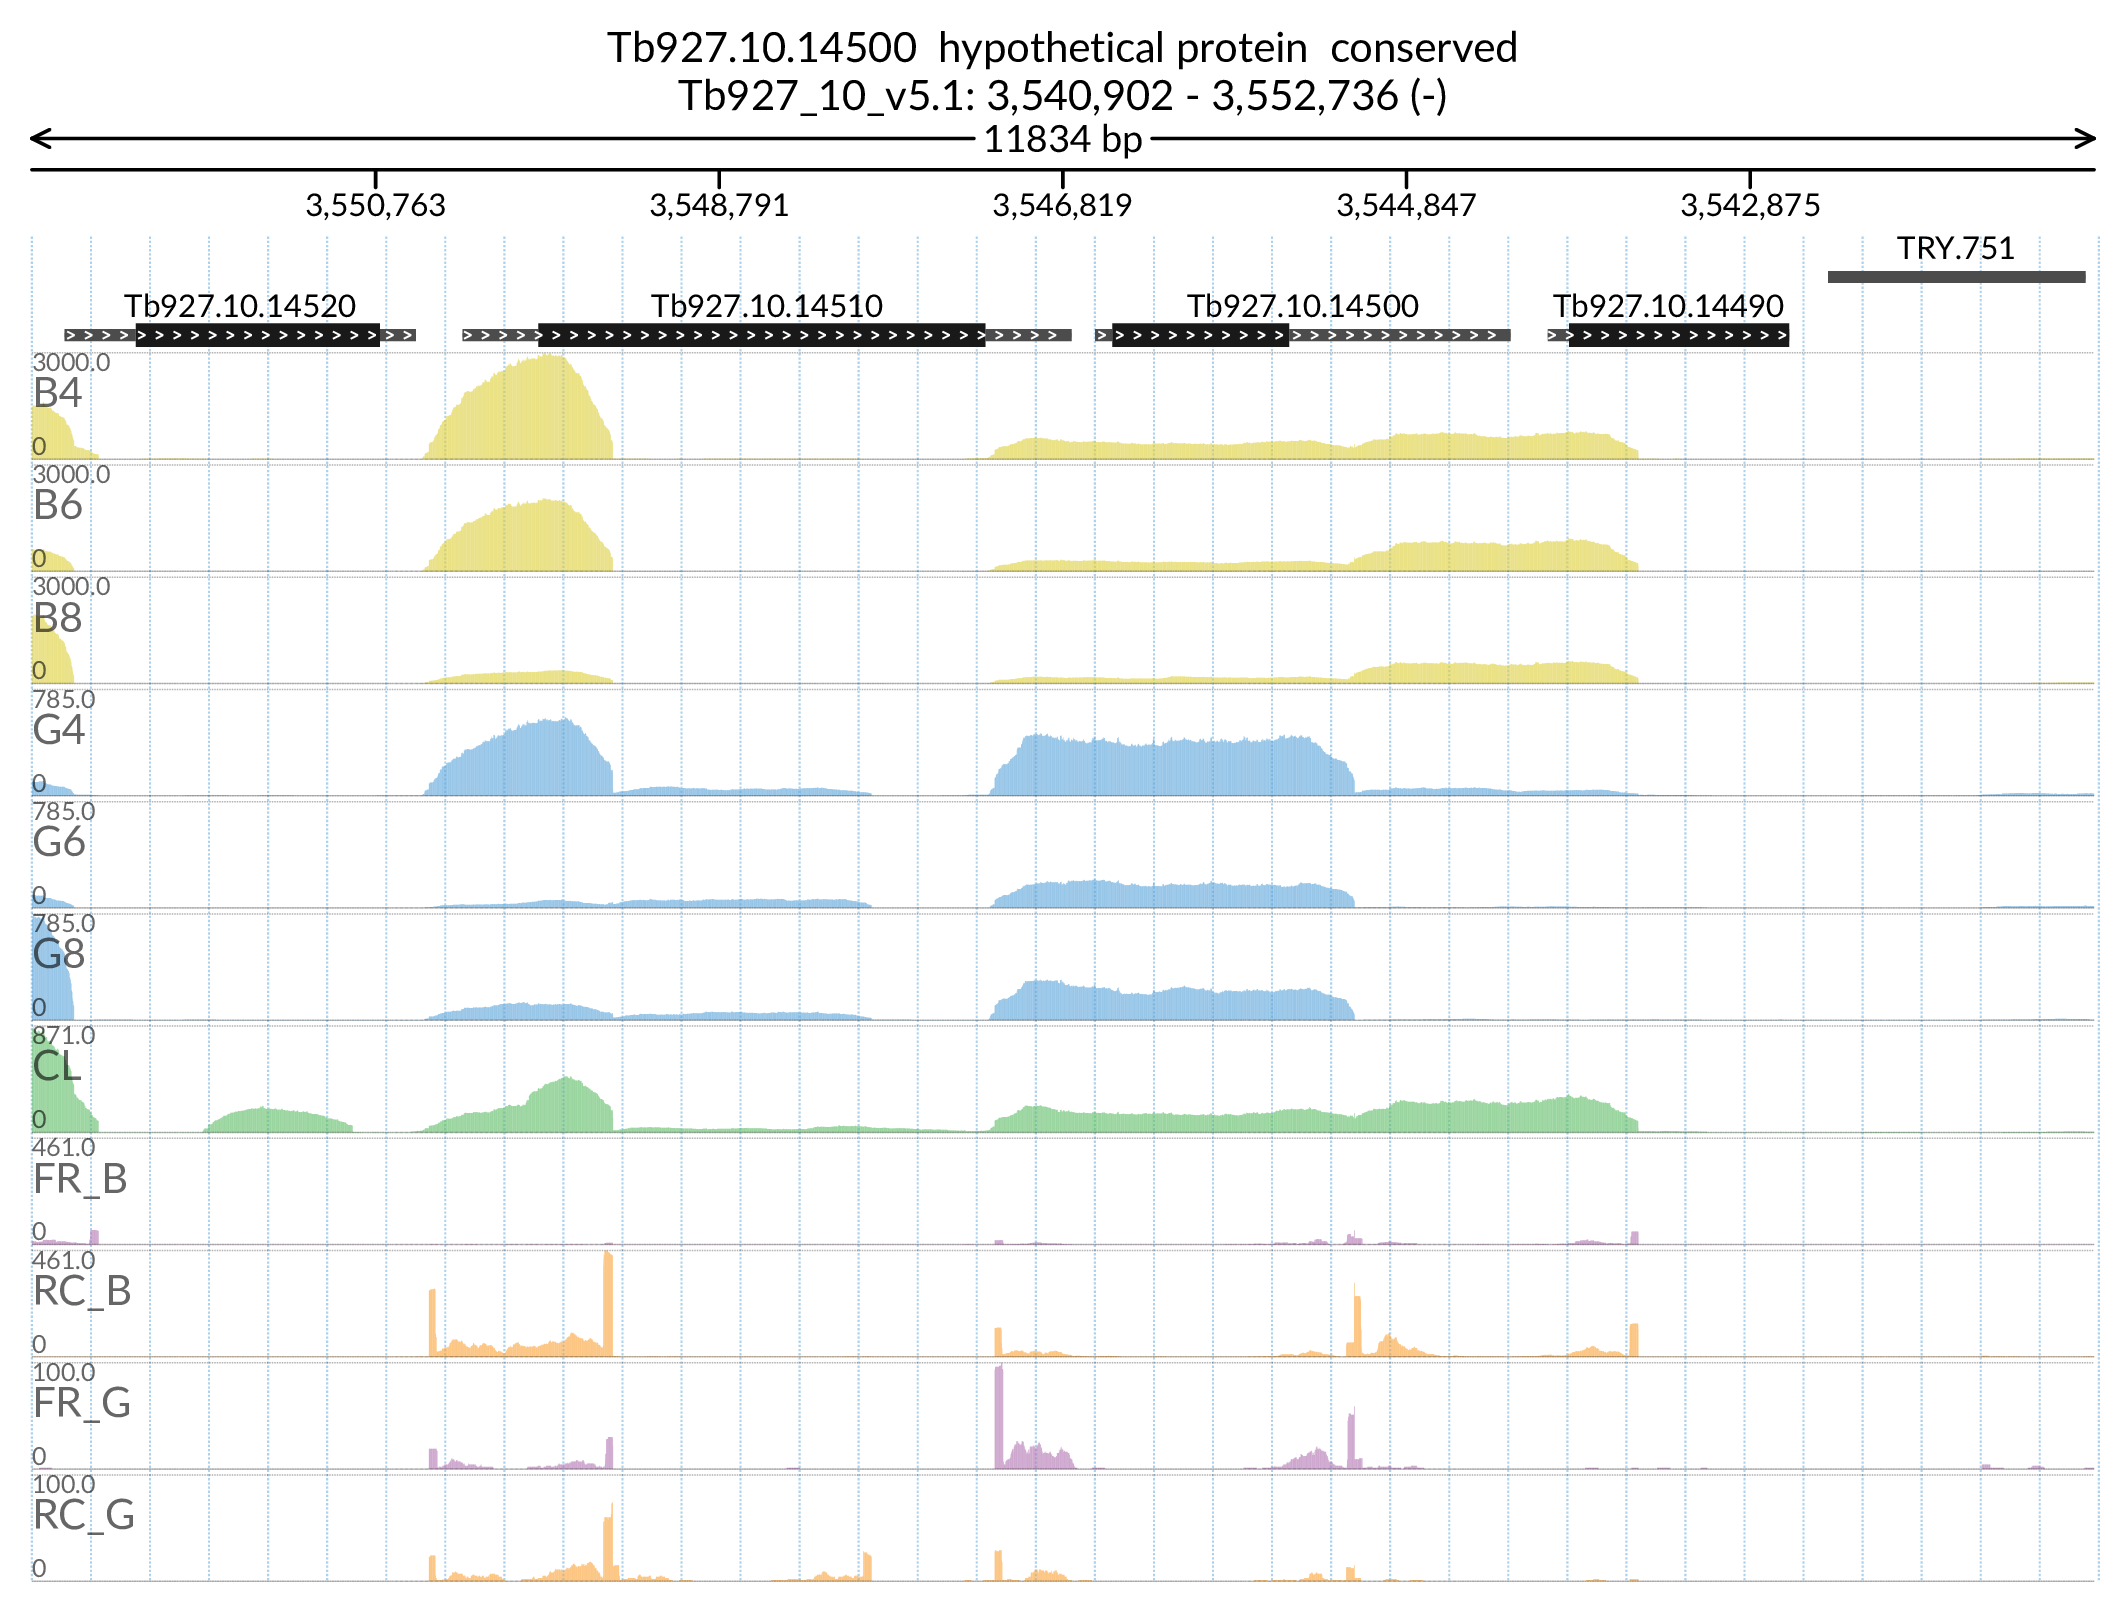 Tb927.10.14500 hypothetical protein conserved
Tb927_10_v5.1: 3,540,902 - 3,552,736 (-)
11834 bp
3,550,763 3,548,791 3,546,819 3,544,847 3,542,875
TRY.751
Tb927.10.14520 Tb927.10.14510 Tb927.10.14500 Tb927.10.14490
3000.0
B4
0
3000.0
B6
0
3000.0
B8
0
785.0
G4
0
785.0
G6
0
785.0
G8
0
871.0
CL
0
461.0
FR_B
0
461.0
RC_B
0
100.0
FR_G
0
100.0
RC_G
0